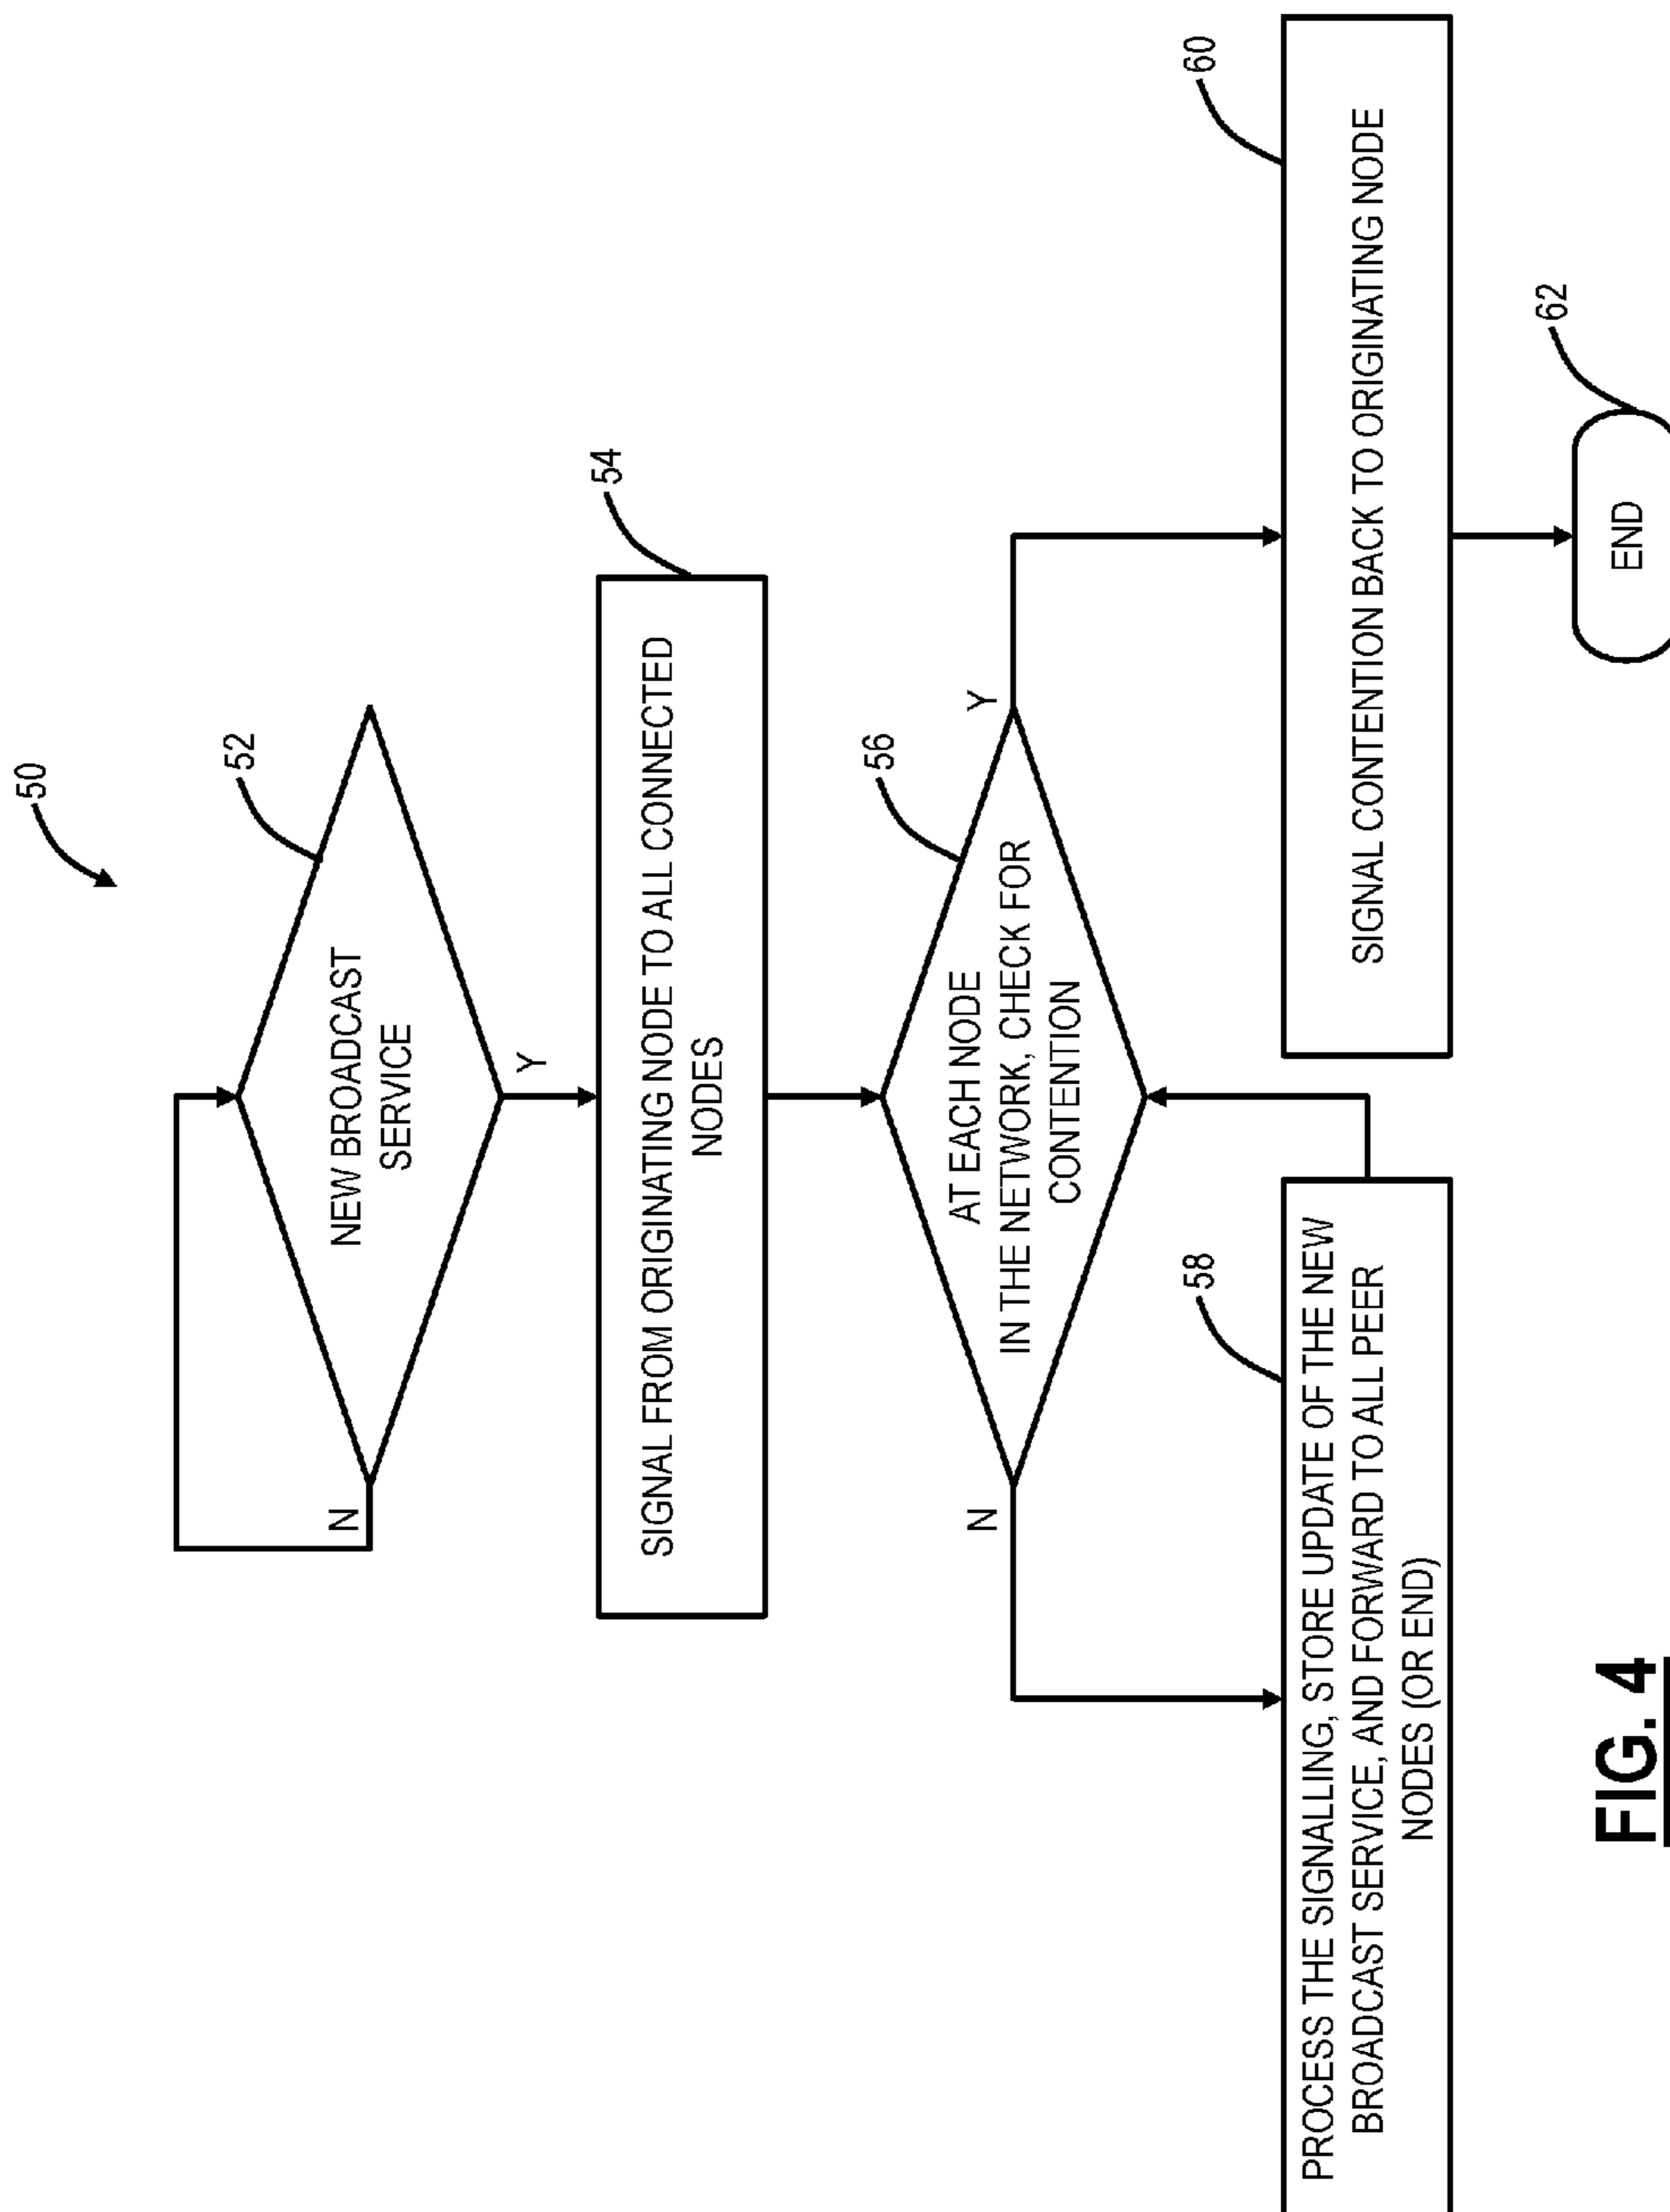 50
52
NEW BROADCAST
SERVICE
N
Y
54
SIGNAL FROM ORIGINATING NODE TO ALL CONNECTED
NODES
56
AT EACH NODE
IN THE NETWORK, CHECK FOR
CONTENTION
N
Y
58
PROCESS THE SIGNALLING, STORE UPDATE OF THE NEW
BROADCAST SERVICE, AND FORWARD TO ALL PEER
NODES (OR END)
60
SIGNAL CONTENTION BACK TO ORIGINATING NODE
62
END
FIG. 4